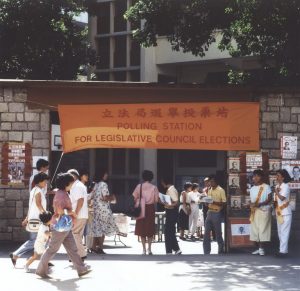 立法局選舉投票站
POLLING STATION
FOR LEGISLATIVE COUNCIL ELECTIONS